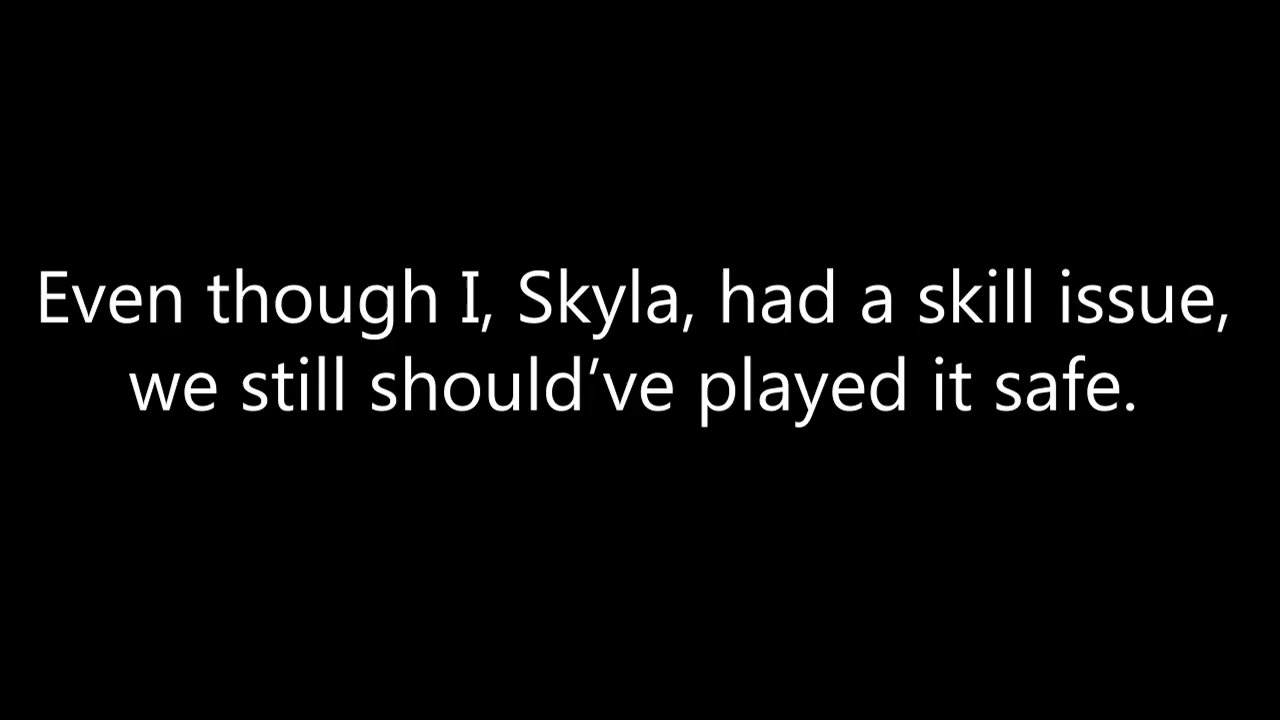 Even though I, Skyla, had a skill issue,
we still should’ve played it safe.